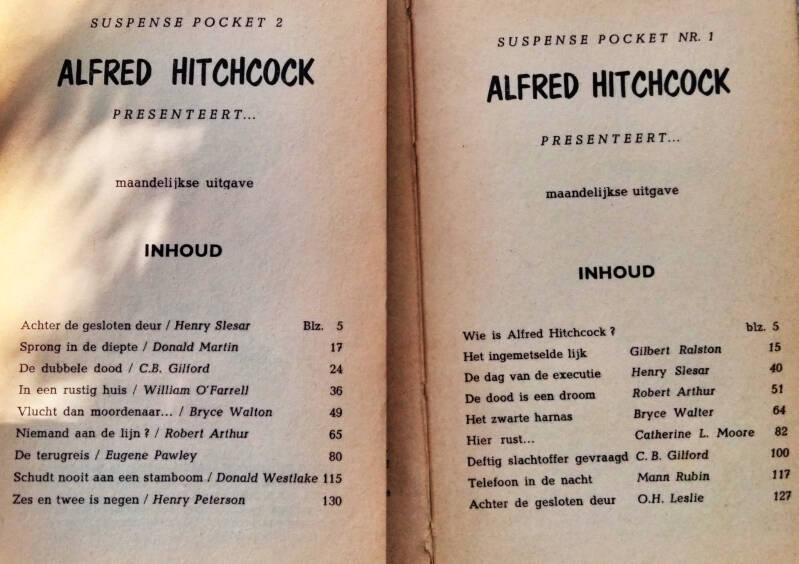 SUSPENSE POCKET 2
ALFRED HITCHCOCK
PRESENTEERT...
maandelijkse uitgave
INHOUD
Achter de gesloten deur / Henry Slesar Blz. 5
Sprong in de diepte / Donald Martin 17
De dubbele dood / C.B. Gilford 24
In een rustig huis / William O'Farrell 36
Vlucht dan moordenaar... / Bryce Walton 49
Niemand aan de lijn? / Robert Arthur 65
De terugreis / Eugene Pawley 80
Schudt nooit aan een stamboom / Donald Westlake 115
Zes en twee is negen / Henry Peterson 130
SUSPENSE POCKET NR. 1
ALFRED HITCHCOCK
PRESENTEERT...
maandelijkse uitgave
INHOUD
Wie is Alfred Hitchcock? blz. 5
Het ingemetselde lijk Gilbert Ralston 15
De dag van de executie Henry Slesar 40
De dood is een droom Robert Arthur 51
Het zwarte harnas Bryce Walter 64
Hier rust... Catherine L. Moore 82
Deftig slachtoffer gevraagd C. B. Gilford 100
Telefoon in de nacht Mann Rubin 117
Achter de gesloten deur O.H. Leslie 127